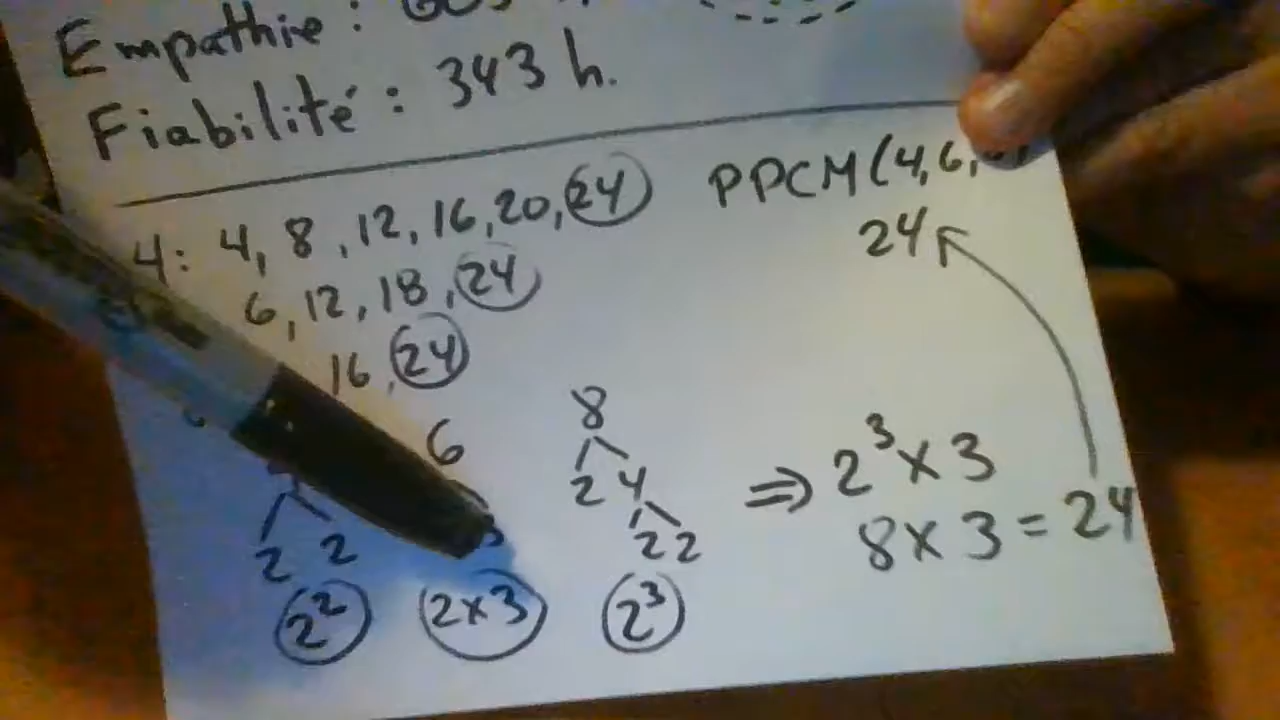 Empathie :
Fiabilité : 343 h.
4: 4, 8, 12, 16, 20, 24
PPCM(4, 6,
24
6, 12, 18, 24
16, 24
6
8
2 4
2 2
2 2
2²
2x3
2³
⇒ 2³ x 3
8 x 3 = 24